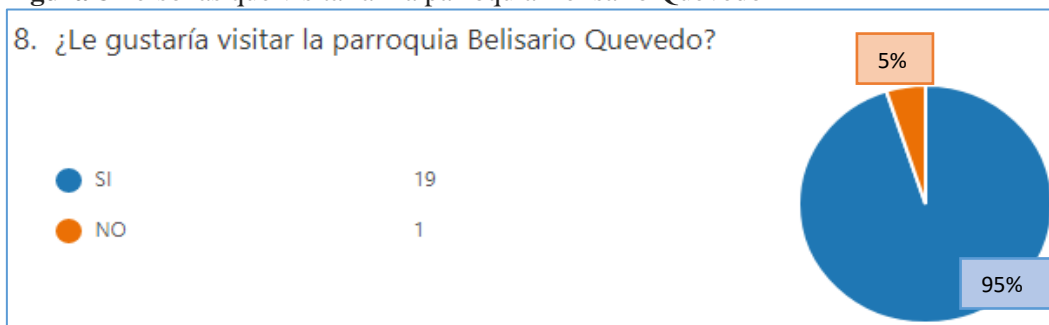 8. ¿Le gustaría visitar la parroquia Belisario Quevedo?
5%
SI 19
NO 1
95%